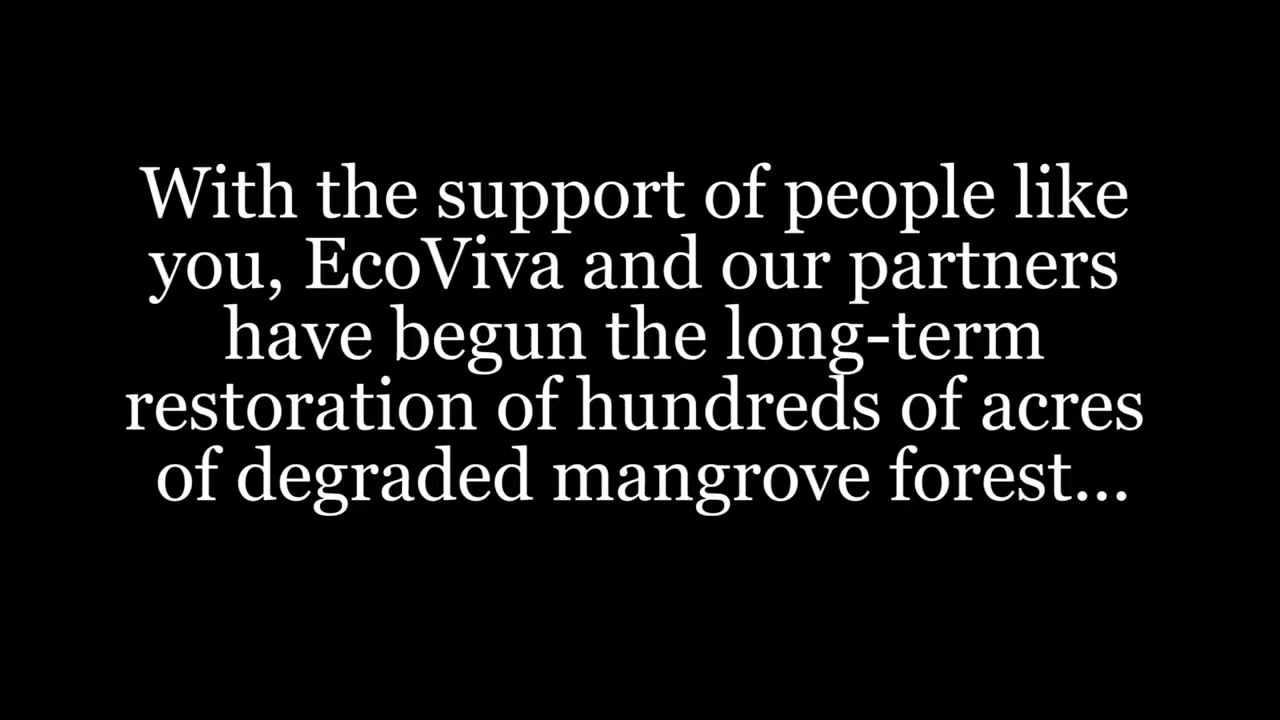 With the support of people like
you, EcoViva and our partners
have begun the long-term
restoration of hundreds of acres
of degraded mangrove forest...